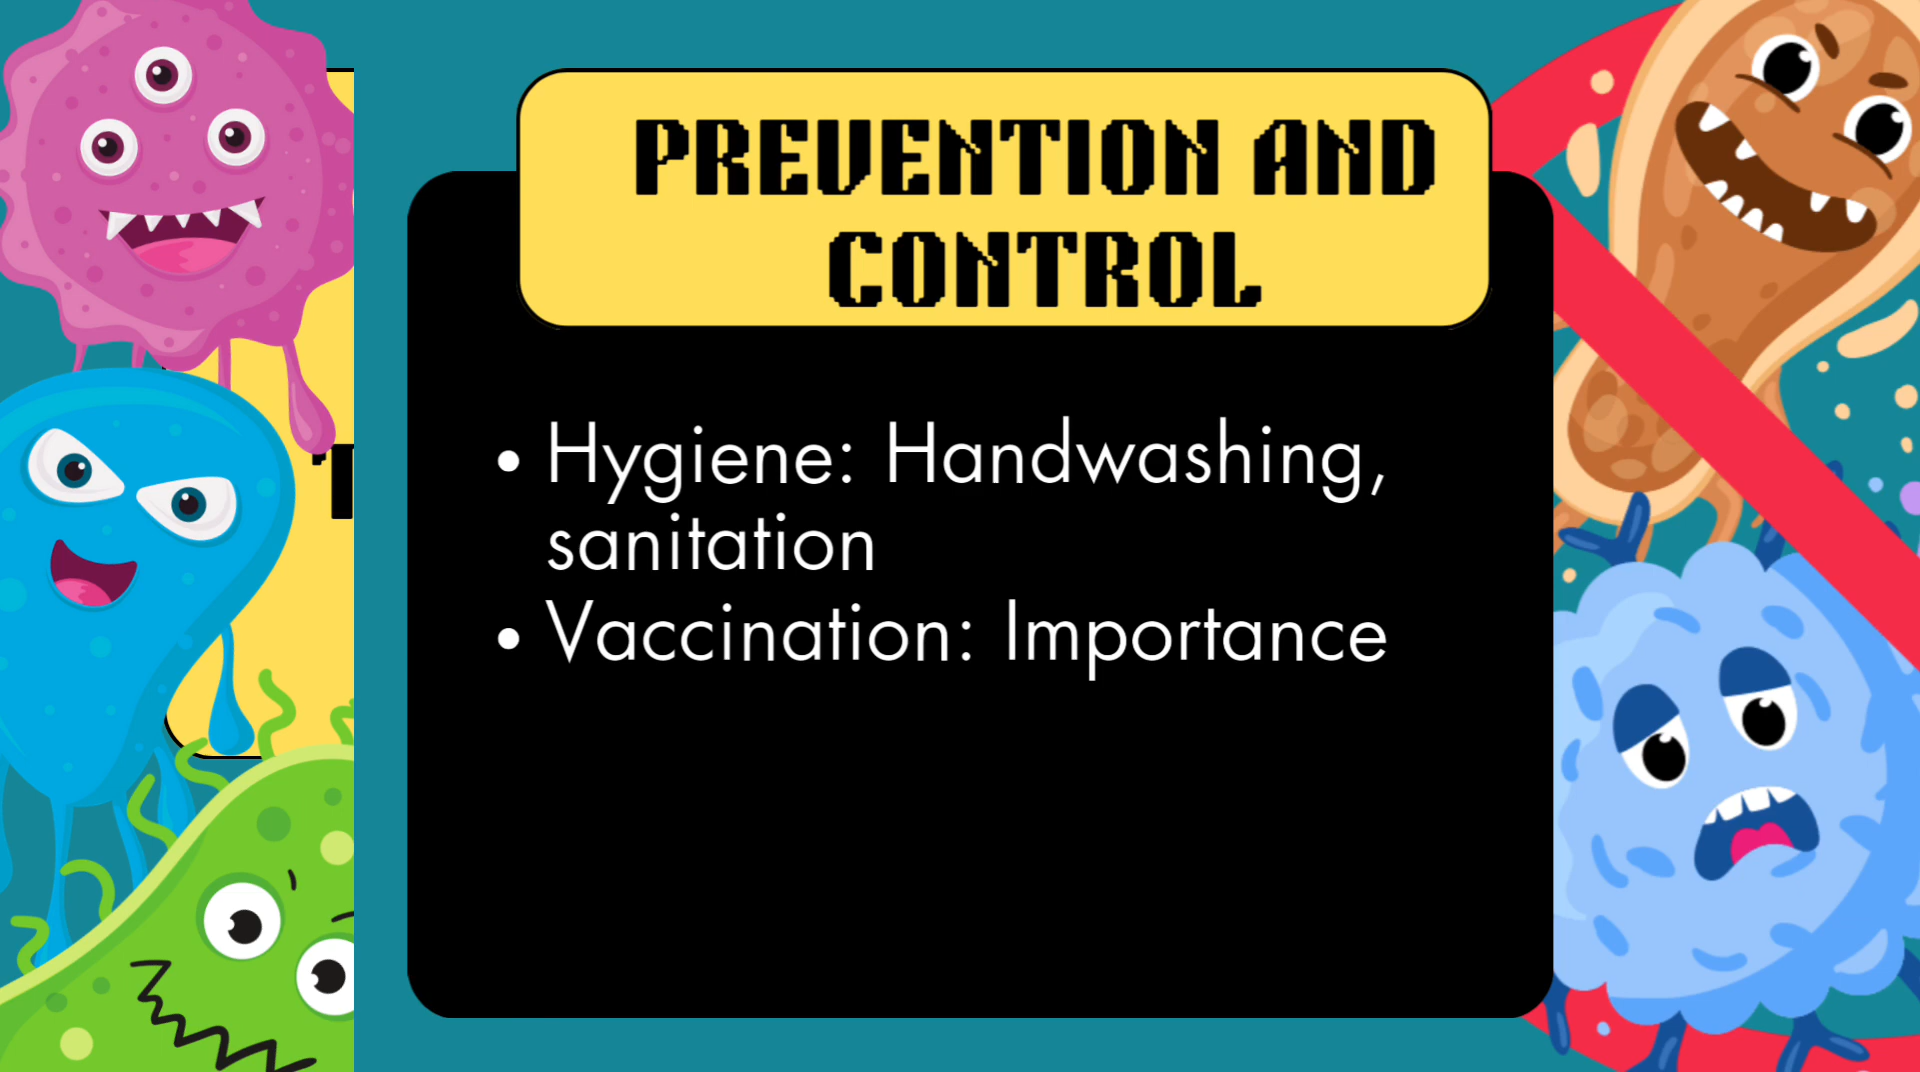 PREVENTION AND
CONTROL
• Hygiene: Handwashing,
sanitation
• Vaccination: Importance